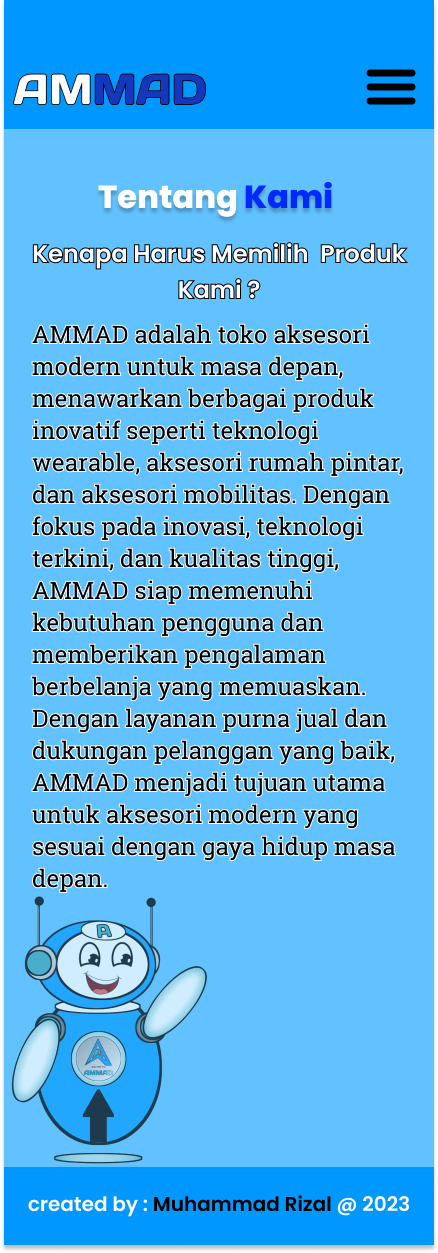 AMMAD
Tentang Kami
Kenapa Harus Memilih Produk
Kami ?
AMMAD adalah toko aksesori
modern untuk masa depan,
menawarkan berbagai produk
inovatif seperti teknologi
wearable, aksesori rumah pintar,
dan aksesori mobilitas. Dengan
fokus pada inovasi, teknologi
terkini, dan kualitas tinggi,
AMMAD siap memenuhi
kebutuhan pengguna dan
memberikan pengalaman
berbelanja yang memuaskan.
Dengan layanan purna jual dan
dukungan pelanggan yang baik,
AMMAD menjadi tujuan utama
untuk aksesori modern yang
sesuai dengan gaya hidup masa
depan.
A
AMMAD
created by : Muhammad Rizal @ 2023